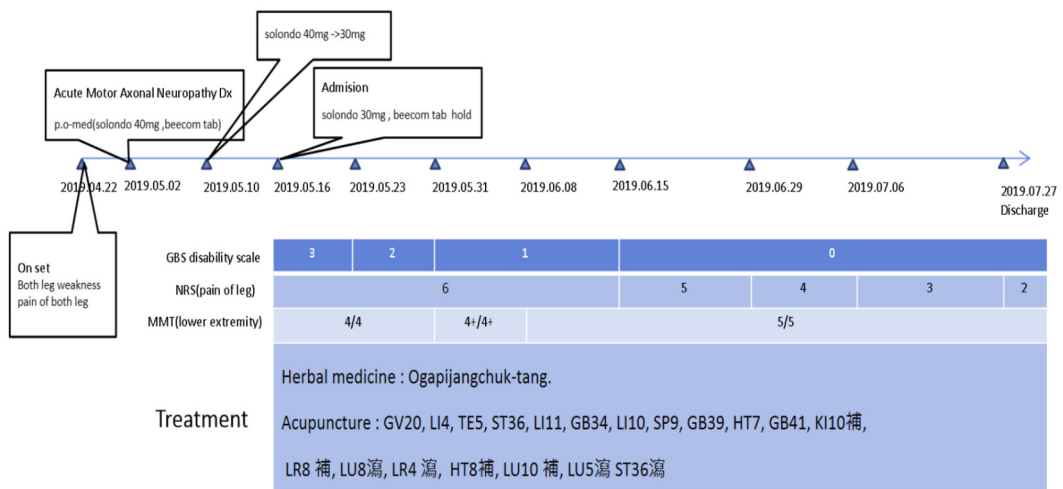 solondo 40mg ->30mg
Acute Motor Axonal Neuropathy Dx
p.o-med(solondo 40mg ,beecom tab)
Admision
solondo 30mg , beecom tab hold
2019.04.22
2019.05.02
2019.05.10
2019.05.16
2019.05.23
2019.05.31
2019.06.08
2019.06.15
2019.06.29
2019.07.06
2019.07.27
Discharge
On set
Both leg weakness
pain of both leg
GBS disability scale 3 2 1 0
NRS(pain of leg) 6 5 4 3 2
MMT(lower extremity) 4/4 4+/4+ 5/5
Treatment
Herbal medicine : Ogapijangchuk-tang.
Acupuncture : GV20, LI4, TE5, ST36, LI11, GB34, LI10, SP9, GB39, HT7, GB41, KI10補,
LR8 補, LU8瀉, LR4 瀉, HT8補, LU10 補, LU5瀉 ST36瀉